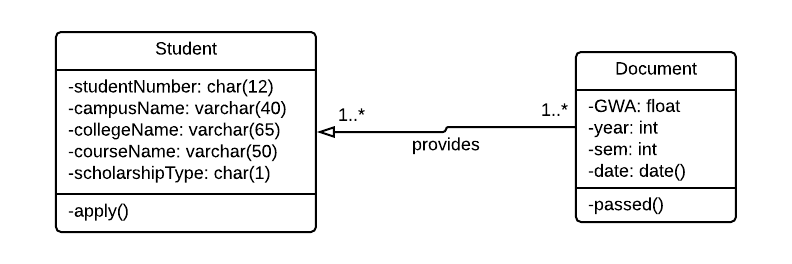 Student
-studentNumber: char(12)
-campusName: varchar(40)
-collegeName: varchar(65)
-courseName: varchar(50)
-scholarshipType: char(1)
-apply()
1..*
provides
1..*
Document
-GWA: float
-year: int
-sem: int
-date: date()
-passed()